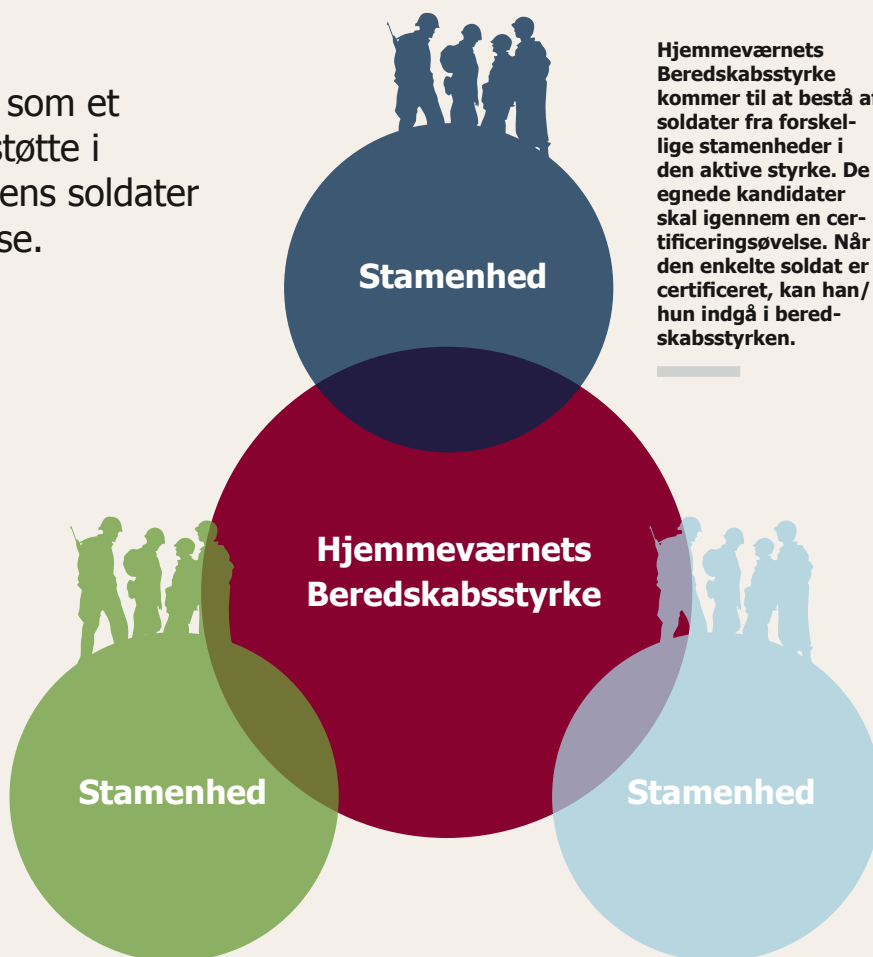 som et
støtte i
ens soldater
se.
Hjemmeværnets
Beredskabsstyrke
kommer til at bestå af
soldater fra forskel-
lige stamenheder i
den aktive styrke. De
egnede kandidater
skal igennem en cer-
tificeringsøvelse. Når
den enkelte soldat er
certificeret, kan han/
hun indgå i bered-
skabsstyrken.
Stamenhed
Hjemmeværnets
Beredskabsstyrke
Stamenhed
Stamenhed